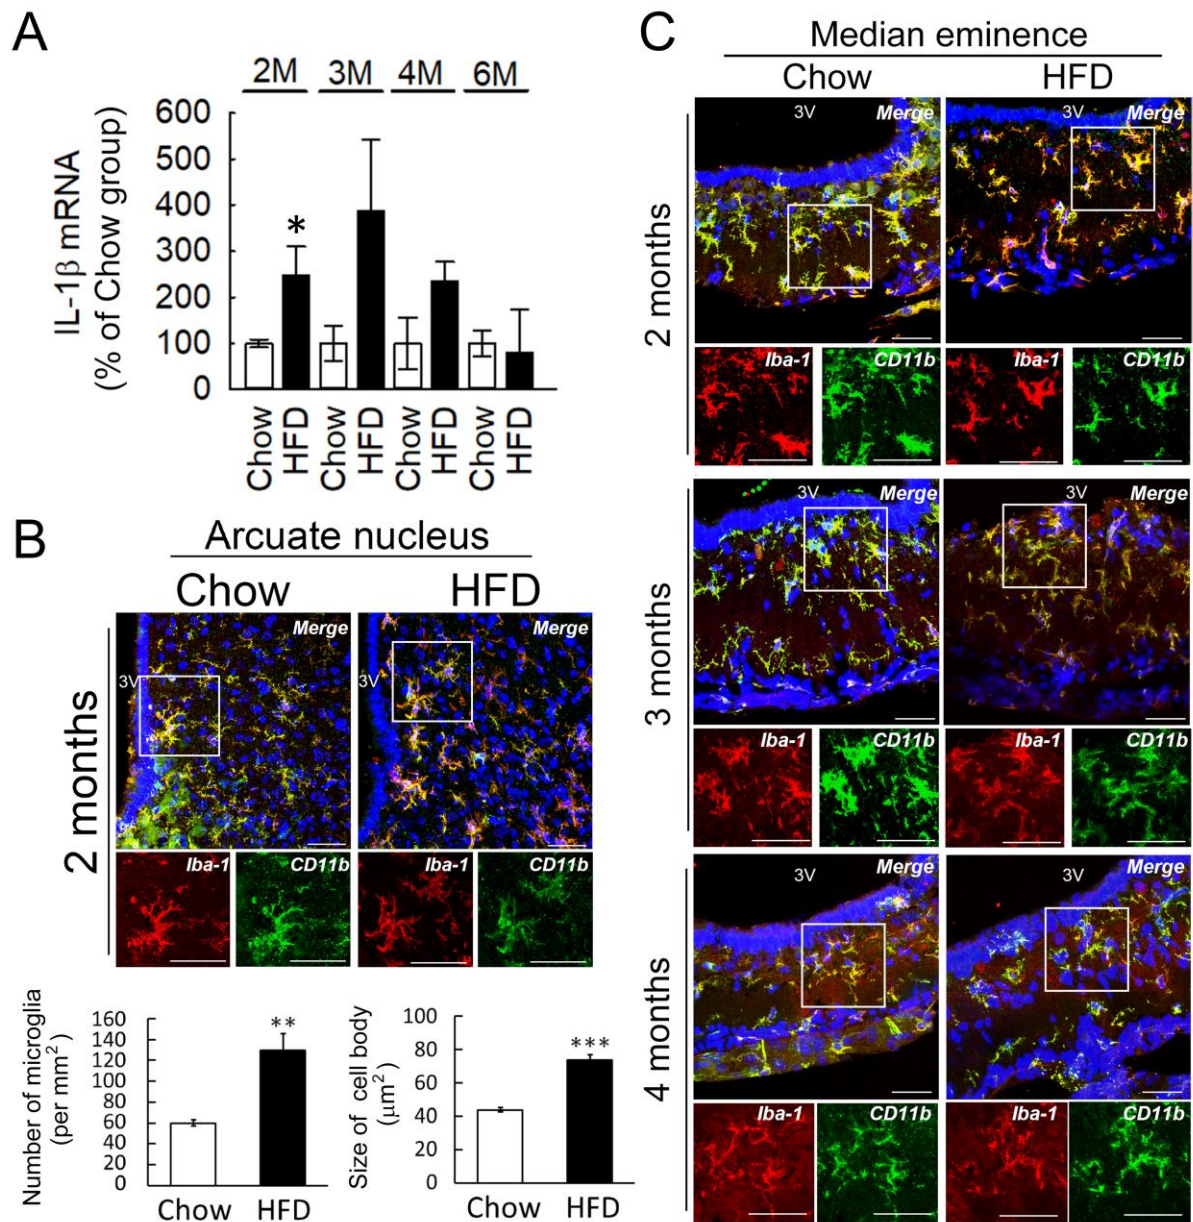 A
2M 3M 4M 6M
IL-1β mRNA
(% of Chow group)
600
500
400
300
200
100
0
*
Chow HFD Chow HFD Chow HFD Chow HFD
B
Arcuate nucleus
Chow HFD
2 months
Merge Merge
3V 3V
Iba-1 CD11b Iba-1 CD11b
Number of microglia
(per mm²)
160
140
120
100
80
60
40
20
0
**
Chow HFD
Size of cell body
(μm²)
100
80
60
40
20
0
***
Chow HFD
C
Median eminence
Chow HFD
2 months
3V Merge 3V Merge
Iba-1 CD11b Iba-1 CD11b
3 months
3V Merge 3V Merge
Iba-1 CD11b Iba-1 CD11b
4 months
3V Merge 3V Merge
Iba-1 CD11b Iba-1 CD11b